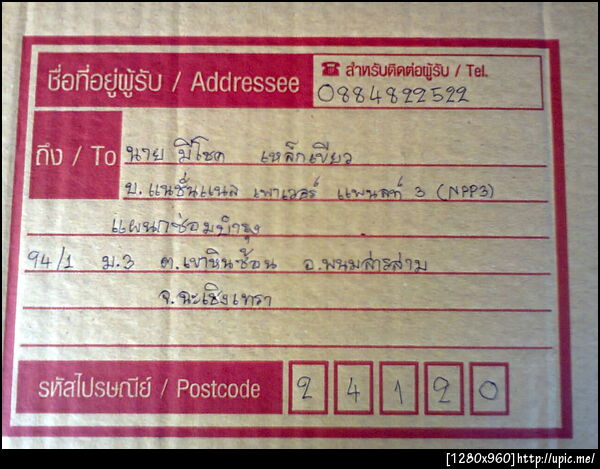 ชื่อที่อยู่ผู้รับ / Addressee
☎ สำหรับติดต่อผู้รับ / Tel.
0884822522
ถึง / To นาย มีโชค เหล็กเขียว
บ.แนชั่นแนล เพาเวอร์ แพลนท์ 3 (NPP3)
แผนกซ่อมบำรุง
94/1 ม.3 ต.เขาหินซ้อน อ.พนมสารคาม
จ.ฉะเชิงเทรา
รหัสไปรษณีย์ / Postcode 24120
[1280x960]http://upic.me/